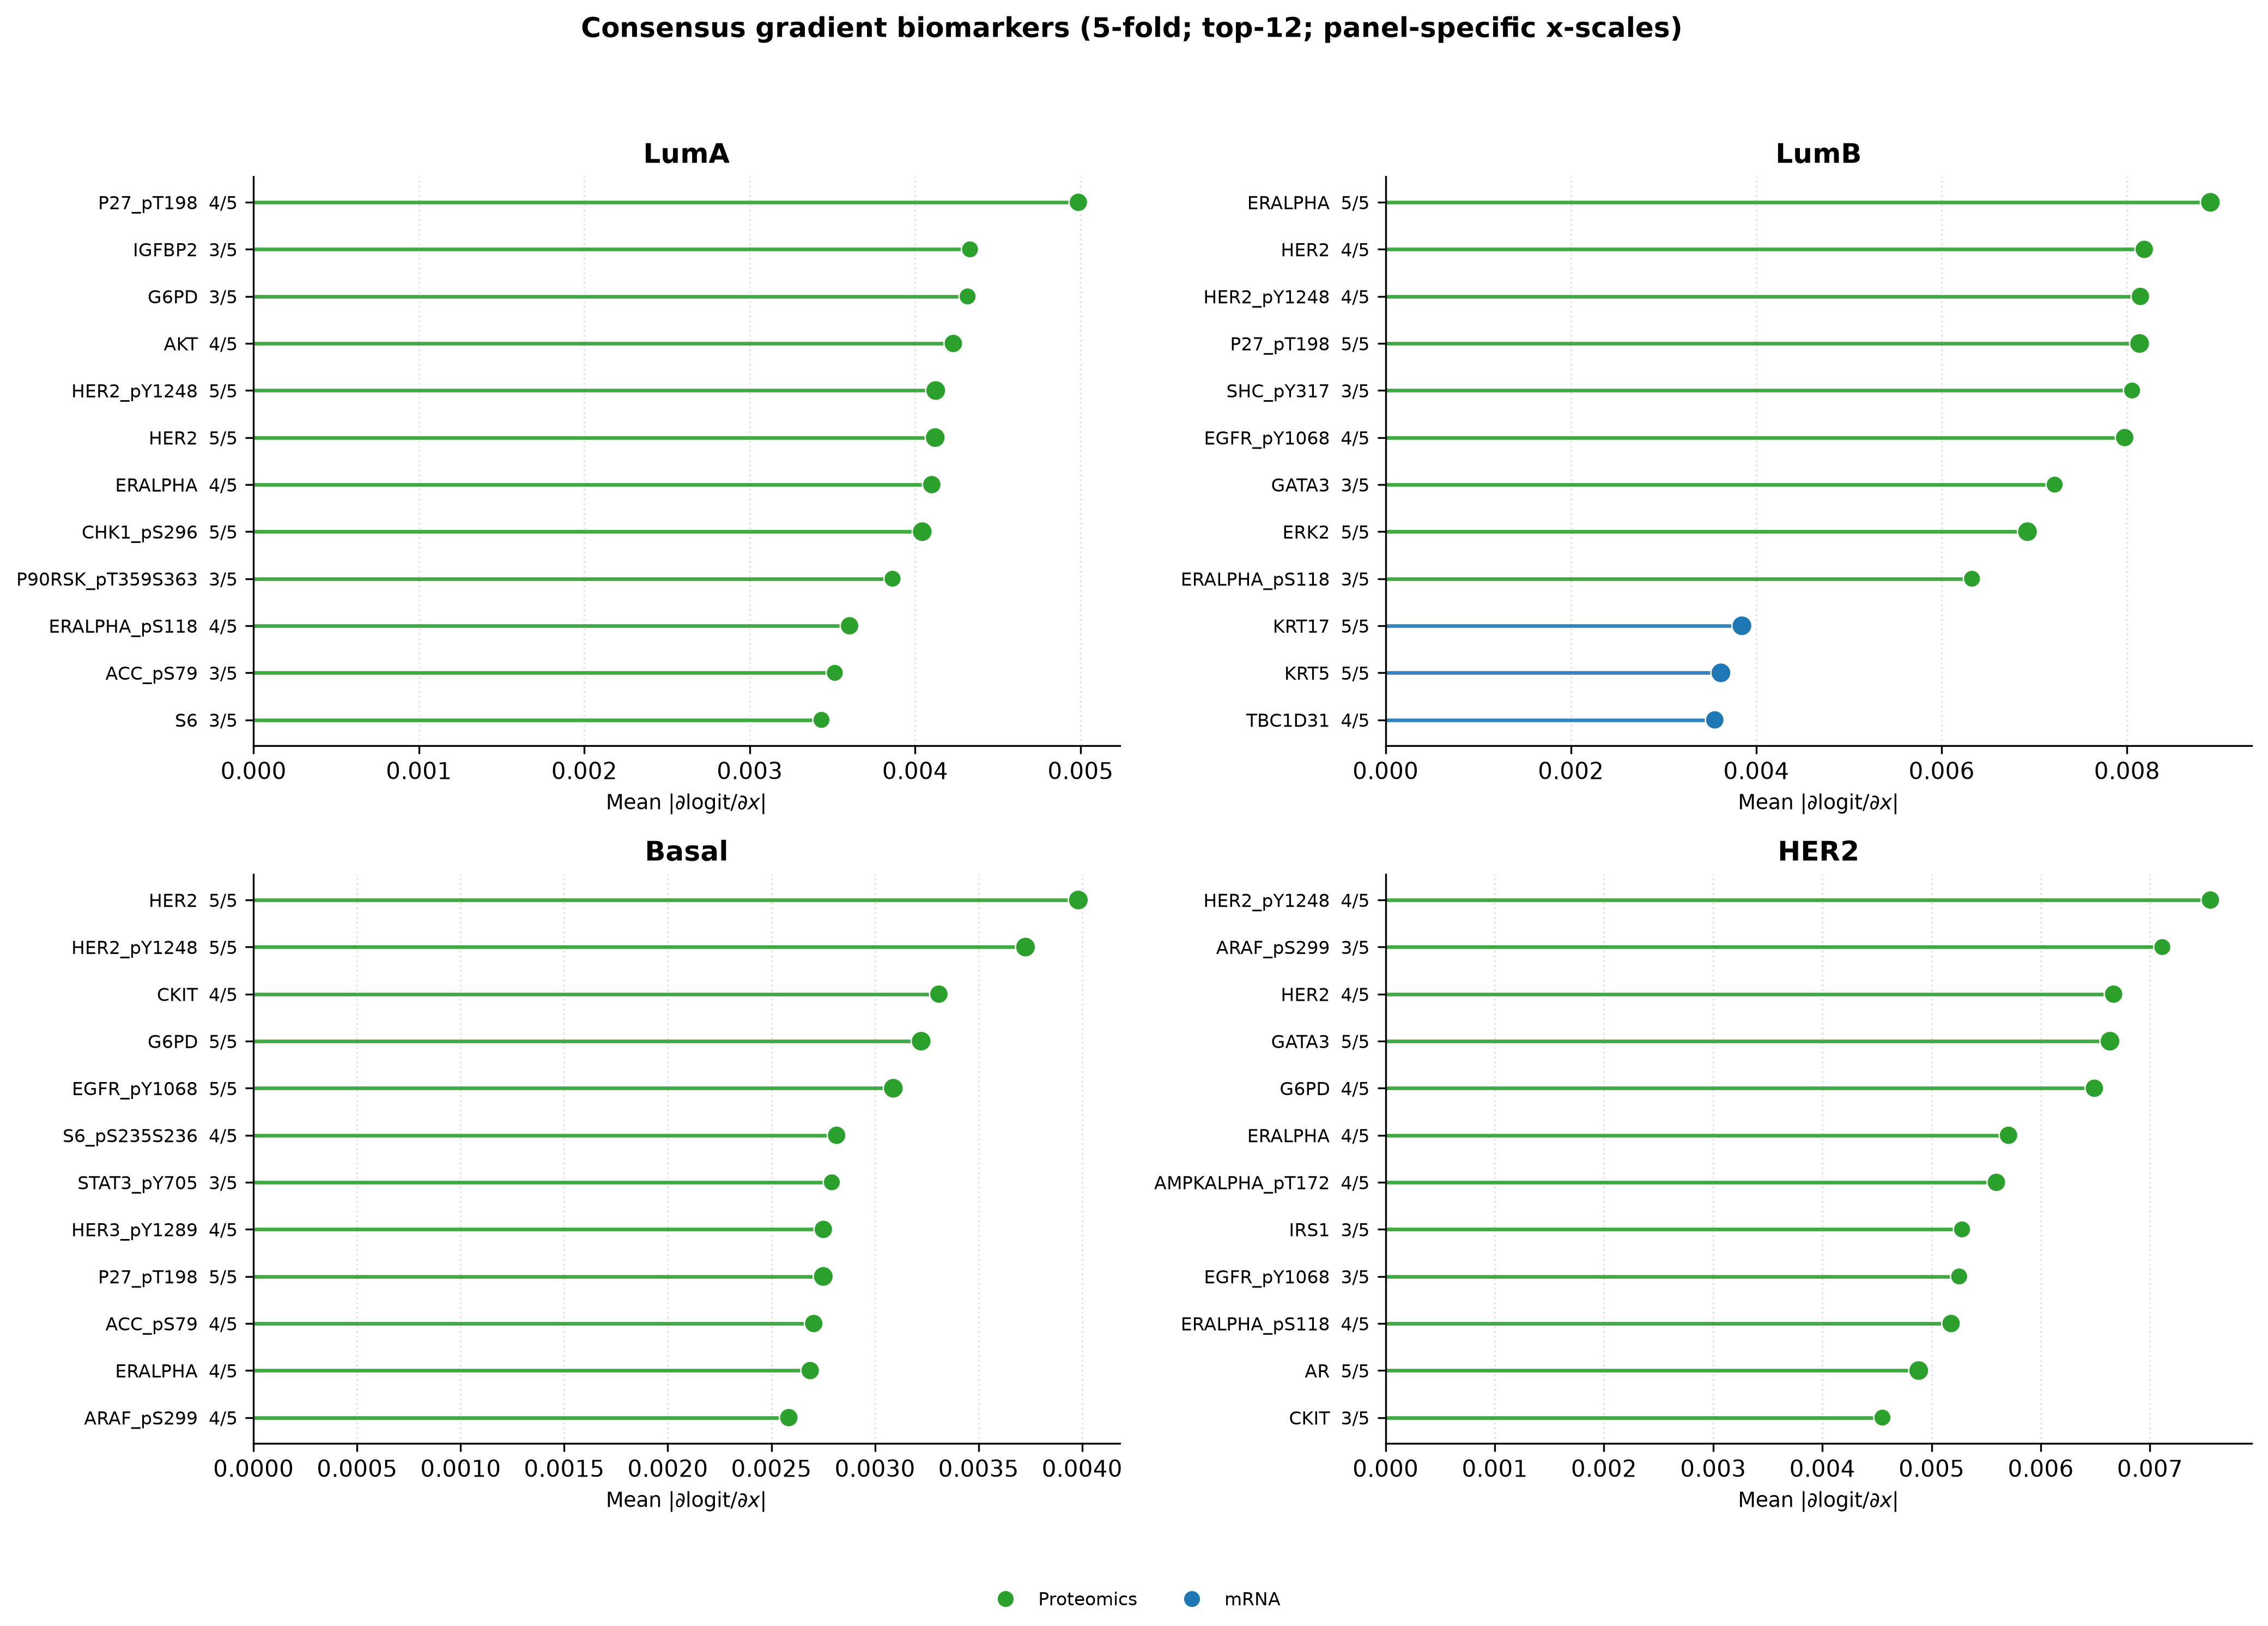 Consensus gradient biomarkers (5-fold; top-12; panel-specific x-scales)
LumA
P27_pT198 4/5
IGFBP2 3/5
G6PD 3/5
AKT 4/5
HER2_pY1248 5/5
HER2 5/5
ERALPHA 4/5
CHK1_pS296 5/5
P90RSK_pT359S363 3/5
ERALPHA_pS118 4/5
ACC_pS79 3/5
S6 3/5
0.000 0.001 0.002 0.003 0.004 0.005
Mean |∂logit/∂x|
LumB
ERALPHA 5/5
HER2 4/5
HER2_pY1248 4/5
P27_pT198 5/5
SHC_pY317 3/5
EGFR_pY1068 4/5
GATA3 3/5
ERK2 5/5
ERALPHA_pS118 3/5
KRT17 5/5
KRT5 5/5
TBC1D31 4/5
0.000 0.002 0.004 0.006 0.008
Mean |∂logit/∂x|
Basal
HER2 5/5
HER2_pY1248 5/5
CKIT 4/5
G6PD 5/5
EGFR_pY1068 5/5
S6_pS235S236 4/5
STAT3_pY705 3/5
HER3_pY1289 4/5
P27_pT198 5/5
ACC_pS79 4/5
ERALPHA 4/5
ARAF_pS299 4/5
0.0000 0.0005 0.0010 0.0015 0.0020 0.0025 0.0030 0.0035 0.0040
Mean |∂logit/∂x|
HER2
HER2_pY1248 4/5
ARAF_pS299 3/5
HER2 4/5
GATA3 5/5
G6PD 4/5
ERALPHA 4/5
AMPKALPHA_pT172 4/5
IRS1 3/5
EGFR_pY1068 3/5
ERALPHA_pS118 4/5
AR 5/5
CKIT 3/5
0.000 0.001 0.002 0.003 0.004 0.005 0.006 0.007
Mean |∂logit/∂x|
Proteomics mRNA